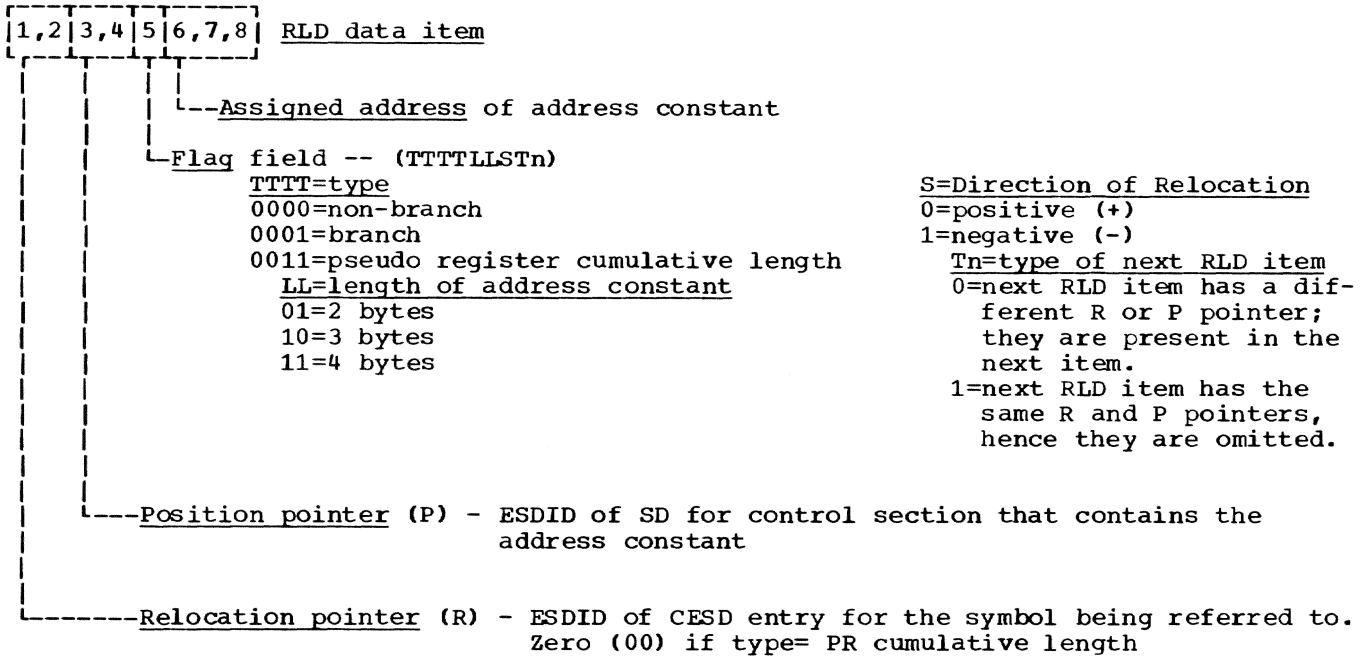 1,2 3,4 5 6,7,8 RLD data item
Assigned address of address constant
Flag field -- (TTTTLLSTn)
TTTT=type
0000=non-branch
0001=branch
0011=pseudo register cumulative length
LL=length of address constant
01=2 bytes
10=3 bytes
11=4 bytes
S=Direction of Relocation
0=positive (+)
1=negative (-)
Tn=type of next RLD item
0=next RLD item has a dif-
ferent R or P pointer;
they are present in the
next item.
1=next RLD item has the
same R and P pointers,
hence they are omitted.
Position pointer (P) - ESDID of SD for control section that contains the
address constant
Relocation pointer (R) - ESDID of CESD entry for the symbol being referred to.
Zero (00) if type= PR cumulative length